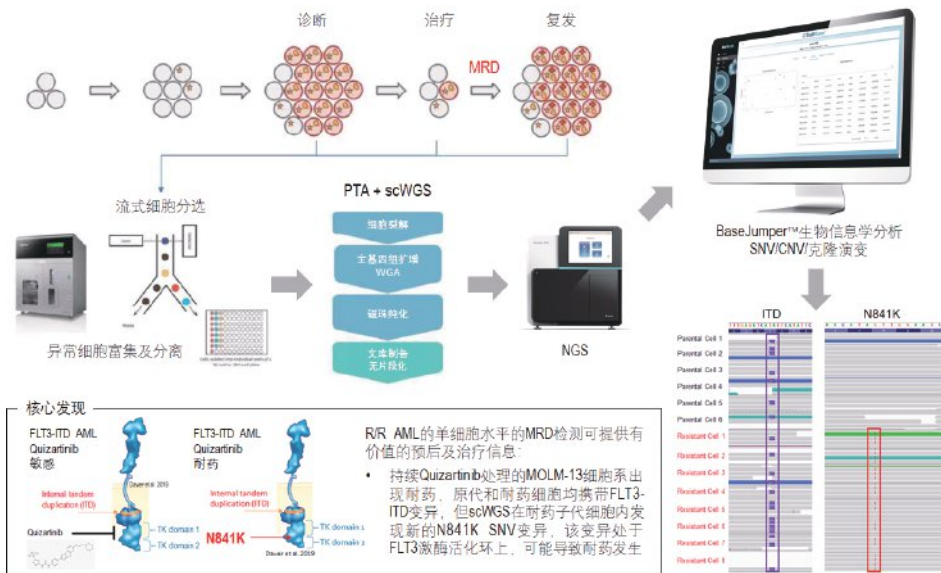 诊断
治疗
复发
MRD
流式细胞分选
异常细胞富集及分离
PTA + scWGS
细胞裂解
全基因组扩增
WGA
磁珠纯化
文库制备
无片段化
NGS
BaseJumper™生物信息学分析
SNV/CNV/克隆演变
ITD
N841K
Parental Cell 1
Parental Cell 2
Parental Cell 3
Parental Cell 4
Parental Cell 5
Parental Cell 6
Resistant Cell 1
Resistant Cell 2
Resistant Cell 3
Resistant Cell 4
Resistant Cell 5
Resistant Cell 6
Resistant Cell 7
Resistant Cell 8
核心发现
FLT3-ITD AML
Quizartinib
敏感
Dauer et al. 2019
Internal tandem
duplication (ITD)
Quizartinib
TK domain 1
TK domain 2
FLT3-ITD AML
Quizartinib
耐药
Internal tandem
duplication (ITD)
N841K
TK domain 1
TK domain 2
Dauer et al. 2019
R/R AML的单细胞水平的MRD检测可提供有
价值的预后及治疗信息:
• 持续Quizartinib处理的MOLM-13细胞系出
现耐药、原代和耐药细胞均携带FLT3-
ITD变异，但scWGS在耐药子代细胞内发
现新的N841K SNV变异，该变异处于
FLT3激酶活化环上，可能导致耐药发生